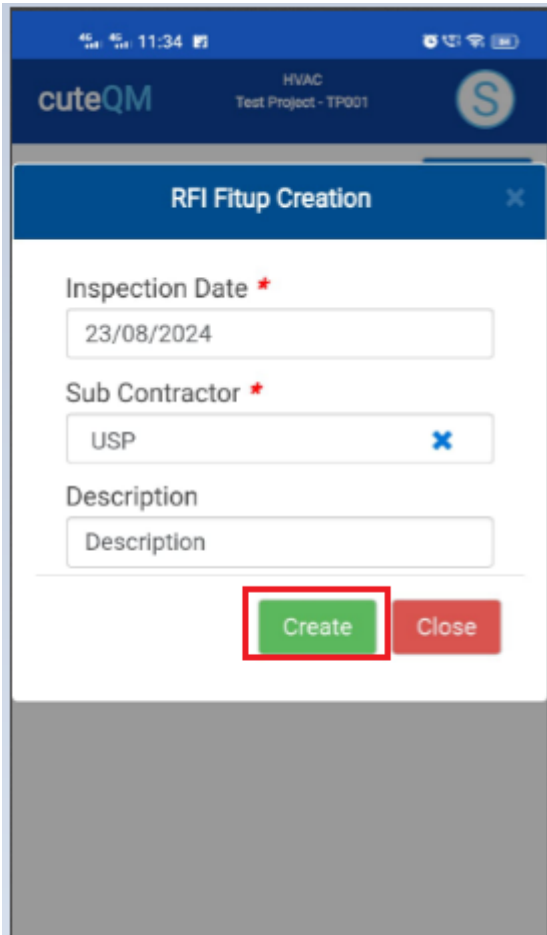 11:34
cuteQM
HVAC
Test Project - TP001
S
RFI Fitup Creation
Inspection Date *
23/08/2024
Sub Contractor *
USP
Description
Description
Create Close